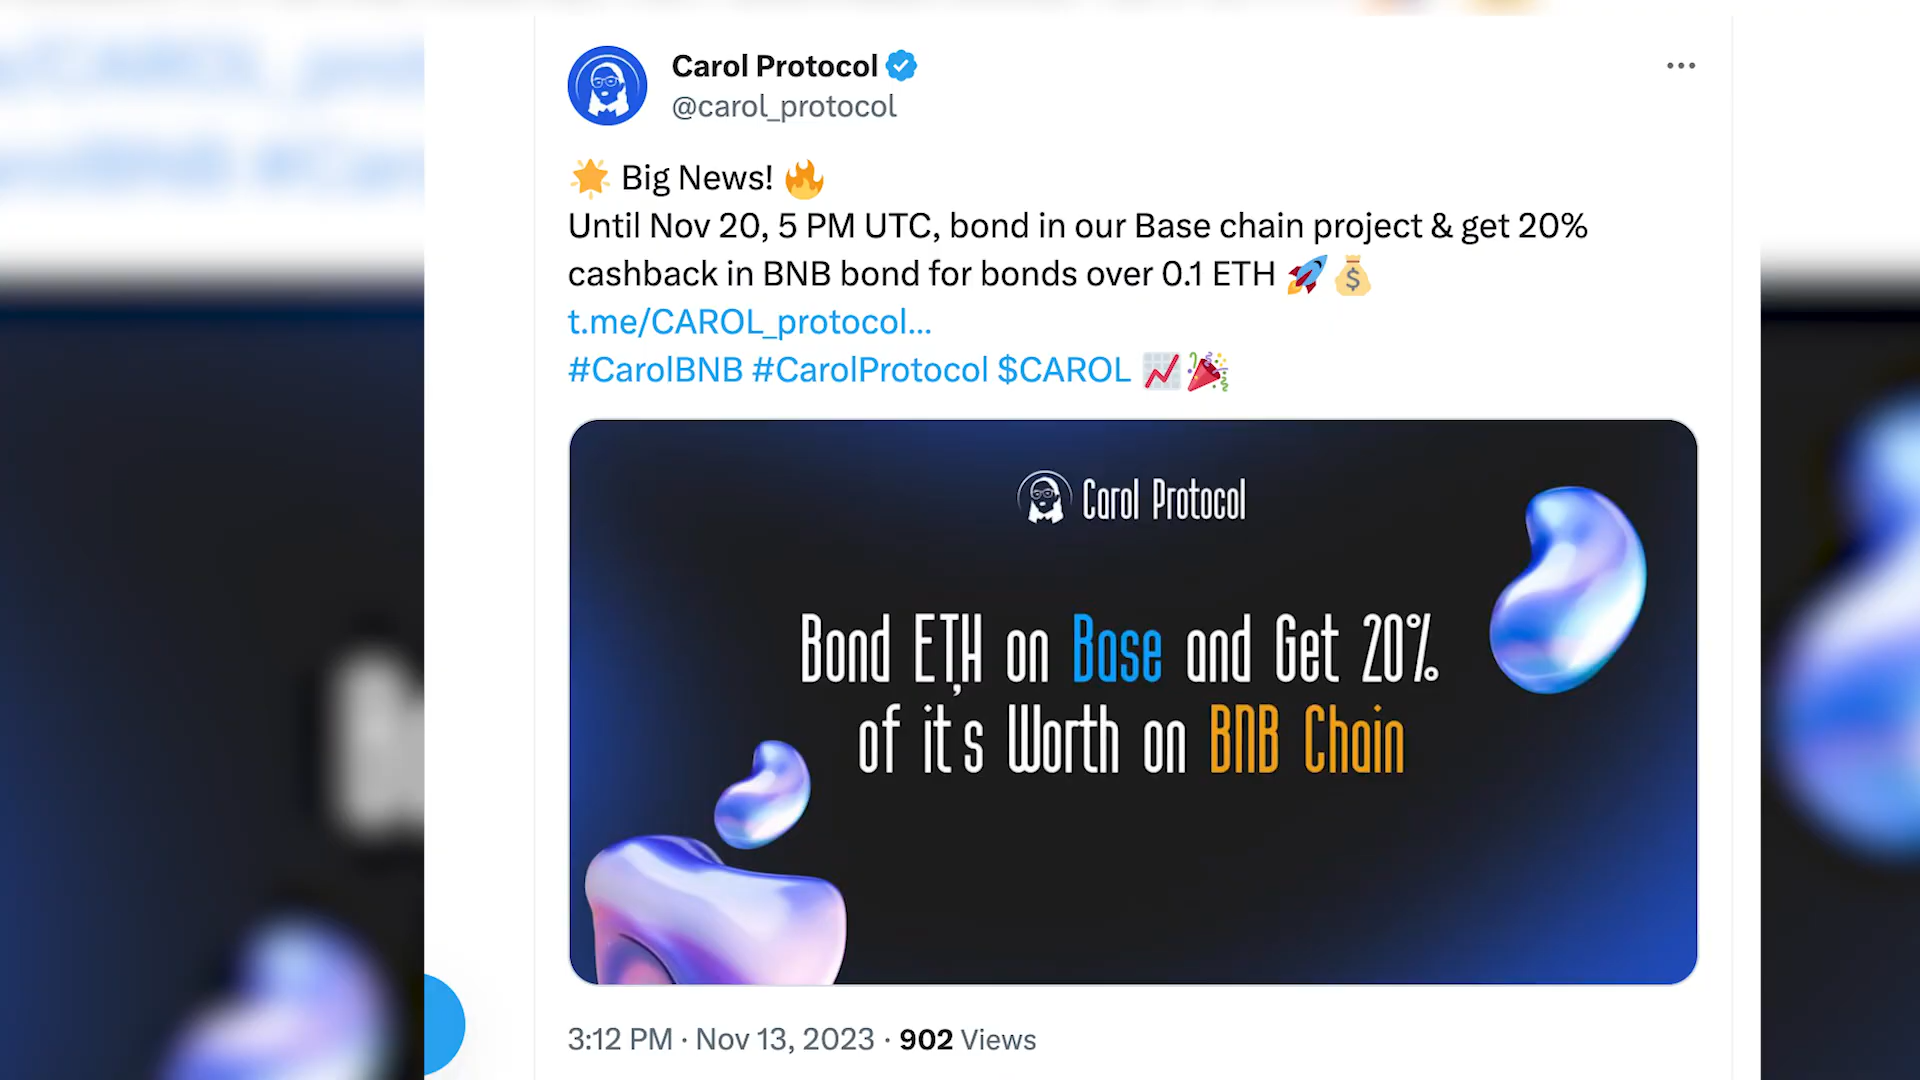 Carol Protocol
@carol_protocol
🌟 Big News! 🔥
Until Nov 20, 5 PM UTC, bond in our Base chain project & get 20%
cashback in BNB bond for bonds over 0.1 ETH 🚀💰
t.me/CAROL_protocol...
#CarolBNB #CarolProtocol $CAROL 📈🎉
Carol Protocol
Bond ETH on Base and Get 20%
of it's Worth on BNB Chain
3:12 PM · Nov 13, 2023 · 902 Views